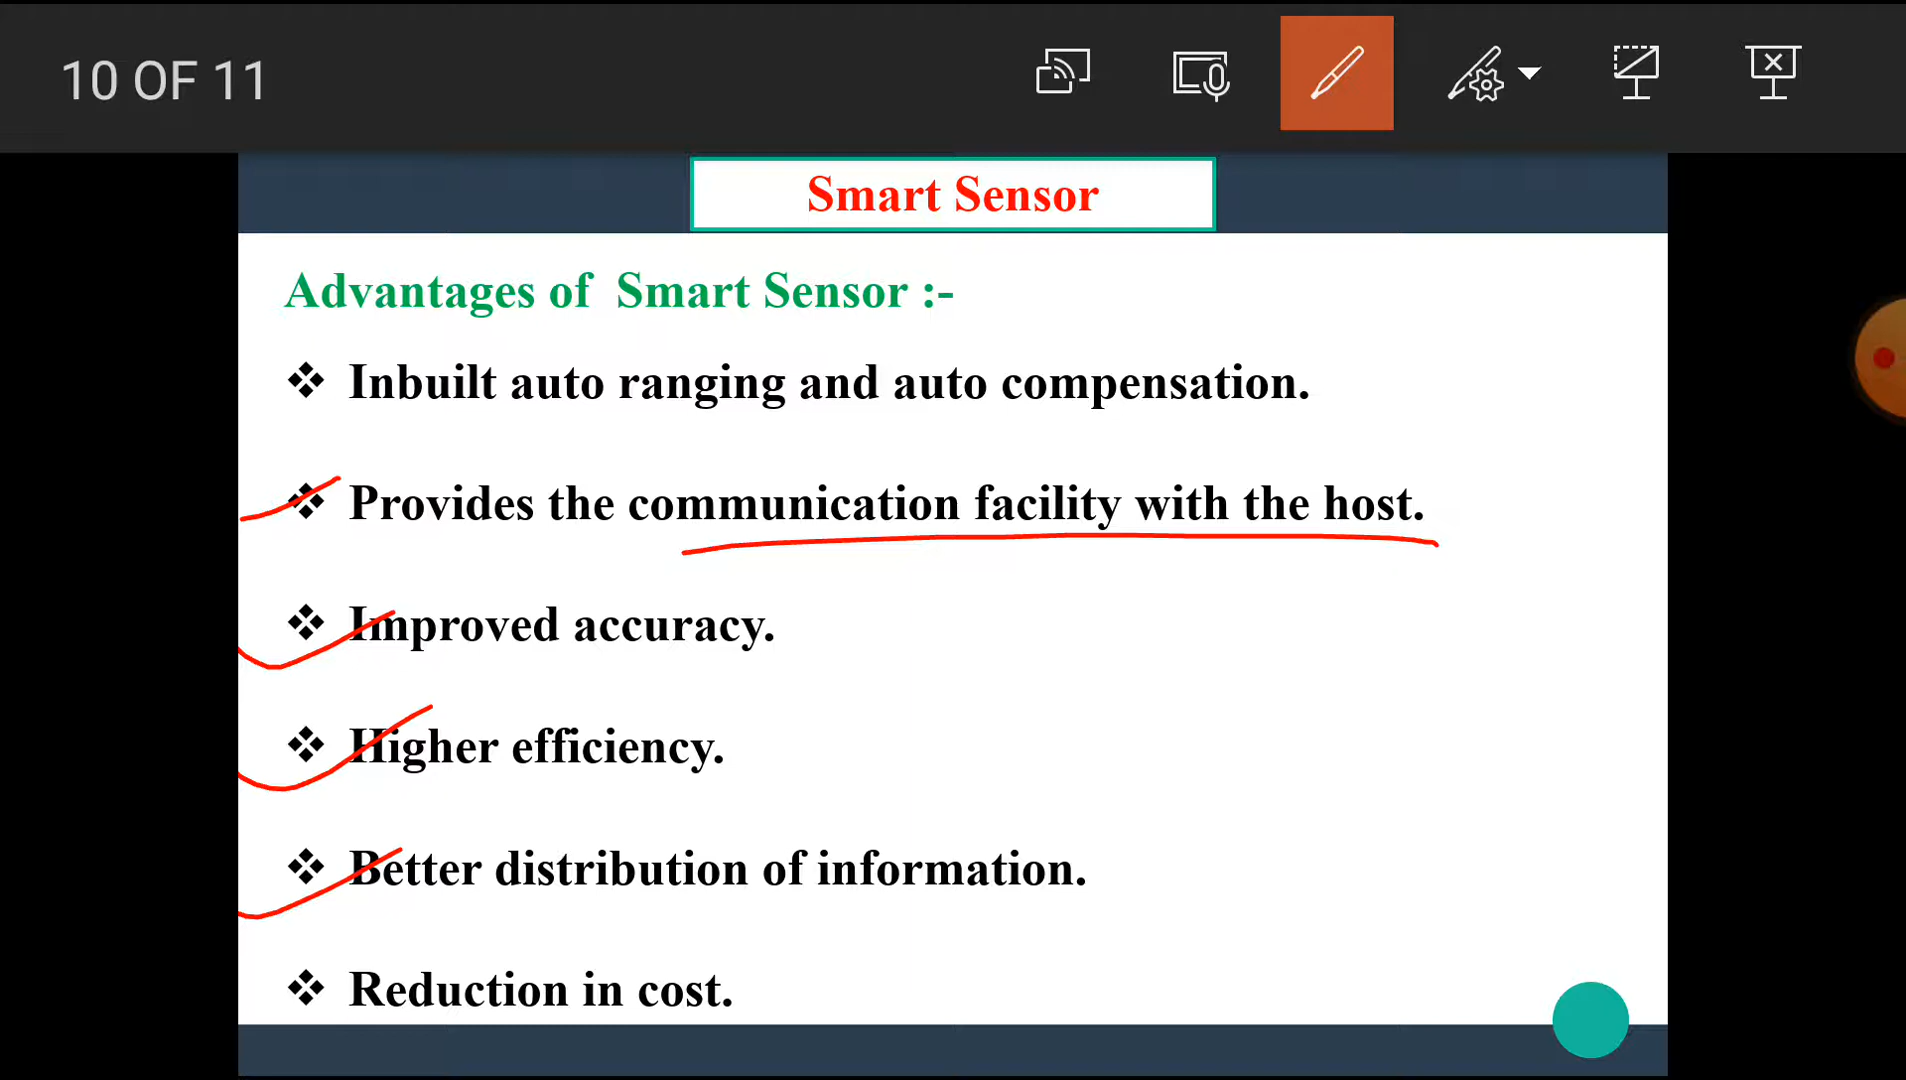 10 OF 11
Smart Sensor
Advantages of Smart Sensor :-
❖ Inbuilt auto ranging and auto compensation.
❖ Provides the communication facility with the host.
❖ Improved accuracy.
❖ Higher efficiency.
❖ Better distribution of information.
❖ Reduction in cost.